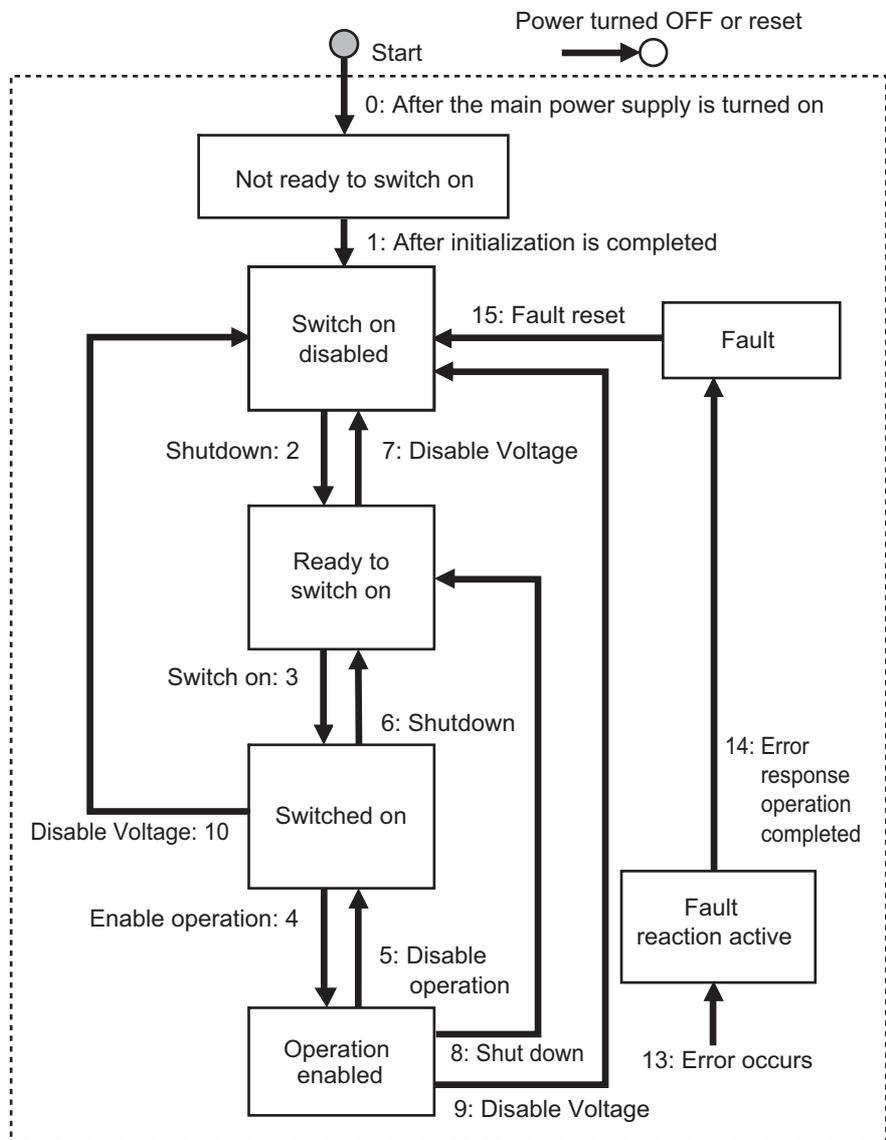 Power turned OFF or reset
Start
0: After the main power supply is turned on
Not ready to switch on
1: After initialization is completed
Switch on
disabled
15: Fault reset
Fault
Shutdown: 2
7: Disable Voltage
Ready to
switch on
Switch on: 3
6: Shutdown
14: Error
response
operation
completed
Switched on
Disable Voltage: 10
Fault
reaction active
Enable operation: 4
5: Disable
operation
Operation
enabled
8: Shut down
13: Error occurs
9: Disable Voltage